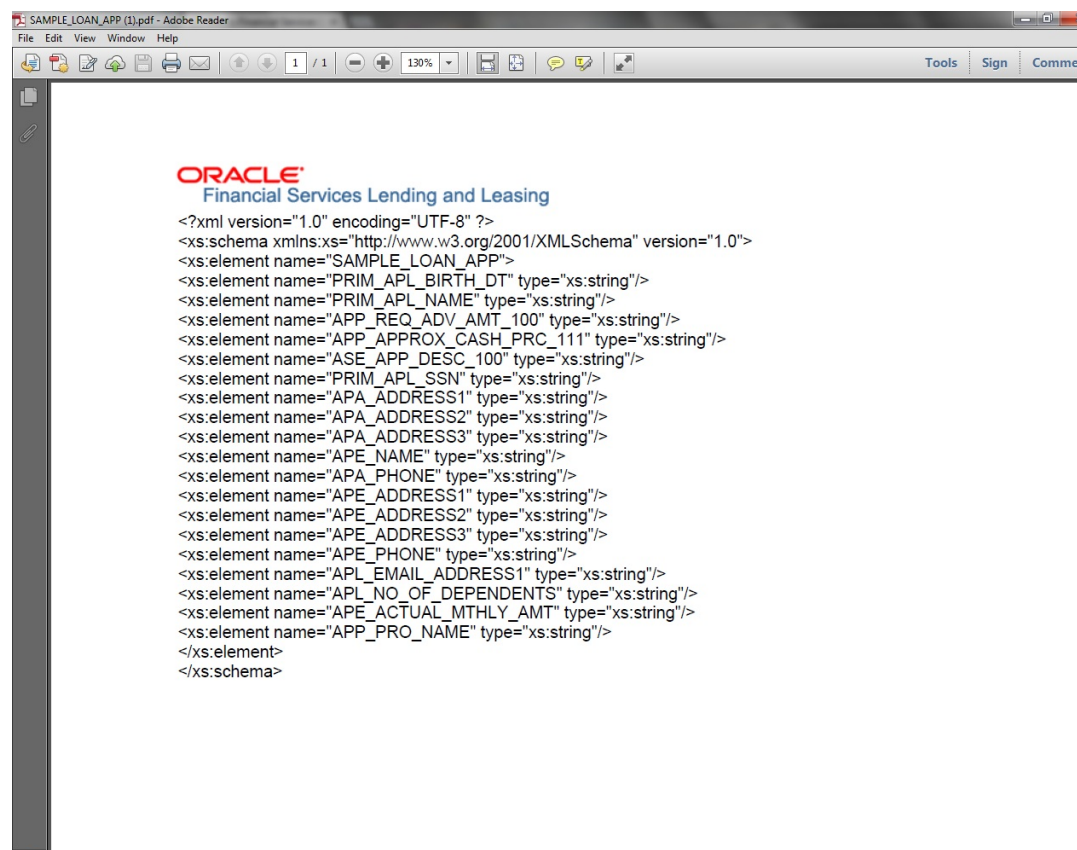 SAMPLE_LOAN_APP (1).pdf - Adobe Reader
File Edit View Window Help
1 / 1 130% Tools Sign Comme
ORACLE
Financial Services Lending and Leasing
<?xml version="1.0" encoding="UTF-8" ?>
<xs:schema xmlns:xs="http://www.w3.org/2001/XMLSchema" version="1.0">
<xs:element name="SAMPLE_LOAN_APP">
<xs:element name="PRIM_APL_BIRTH_DT" type="xs:string"/>
<xs:element name="PRIM_APL_NAME" type="xs:string"/>
<xs:element name="APP_REQ_ADV_AMT_100" type="xs:string"/>
<xs:element name="APP_APPROX_CASH_PRC_111" type="xs:string"/>
<xs:element name="ASE_APP_DESC_100" type="xs:string"/>
<xs:element name="PRIM_APL_SSN" type="xs:string"/>
<xs:element name="APA_ADDRESS1" type="xs:string"/>
<xs:element name="APA_ADDRESS2" type="xs:string"/>
<xs:element name="APA_ADDRESS3" type="xs:string"/>
<xs:element name="APE_NAME" type="xs:string"/>
<xs:element name="APA_PHONE" type="xs:string"/>
<xs:element name="APE_ADDRESS1" type="xs:string"/>
<xs:element name="APE_ADDRESS2" type="xs:string"/>
<xs:element name="APE_ADDRESS3" type="xs:string"/>
<xs:element name="APE_PHONE" type="xs:string"/>
<xs:element name="APL_EMAIL_ADDRESS1" type="xs:string"/>
<xs:element name="APL_NO_OF_DEPENDENTS" type="xs:string"/>
<xs:element name="APE_ACTUAL_MTHLY_AMT" type="xs:string"/>
<xs:element name="APP_PRO_NAME" type="xs:string"/>
</xs:element>
</xs:schema>